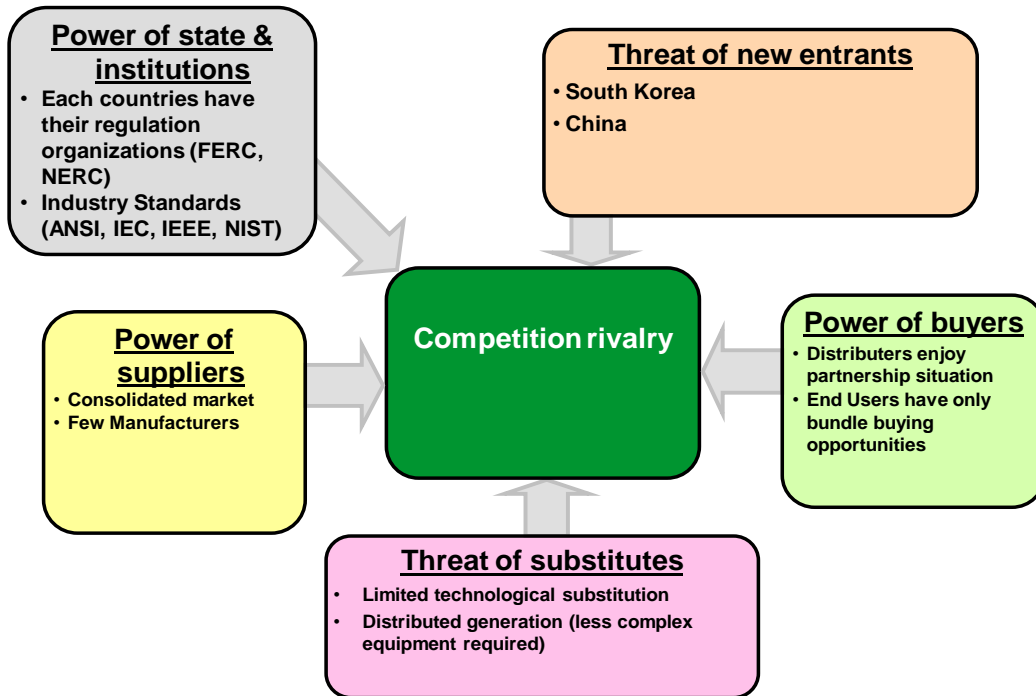 Power of state &
institutions
• Each countries have
their regulation
organizations (FERC,
NERC)
• Industry Standards
(ANSI, IEC, IEEE, NIST)
Threat of new entrants
• South Korea
• China
Competition rivalry
Power of
suppliers
• Consolidated market
• Few Manufacturers
Power of buyers
• Distributers enjoy
partnership situation
• End Users have only
bundle buying
opportunities
Threat of substitutes
• Limited technological substitution
• Distributed generation (less complex
equipment required)